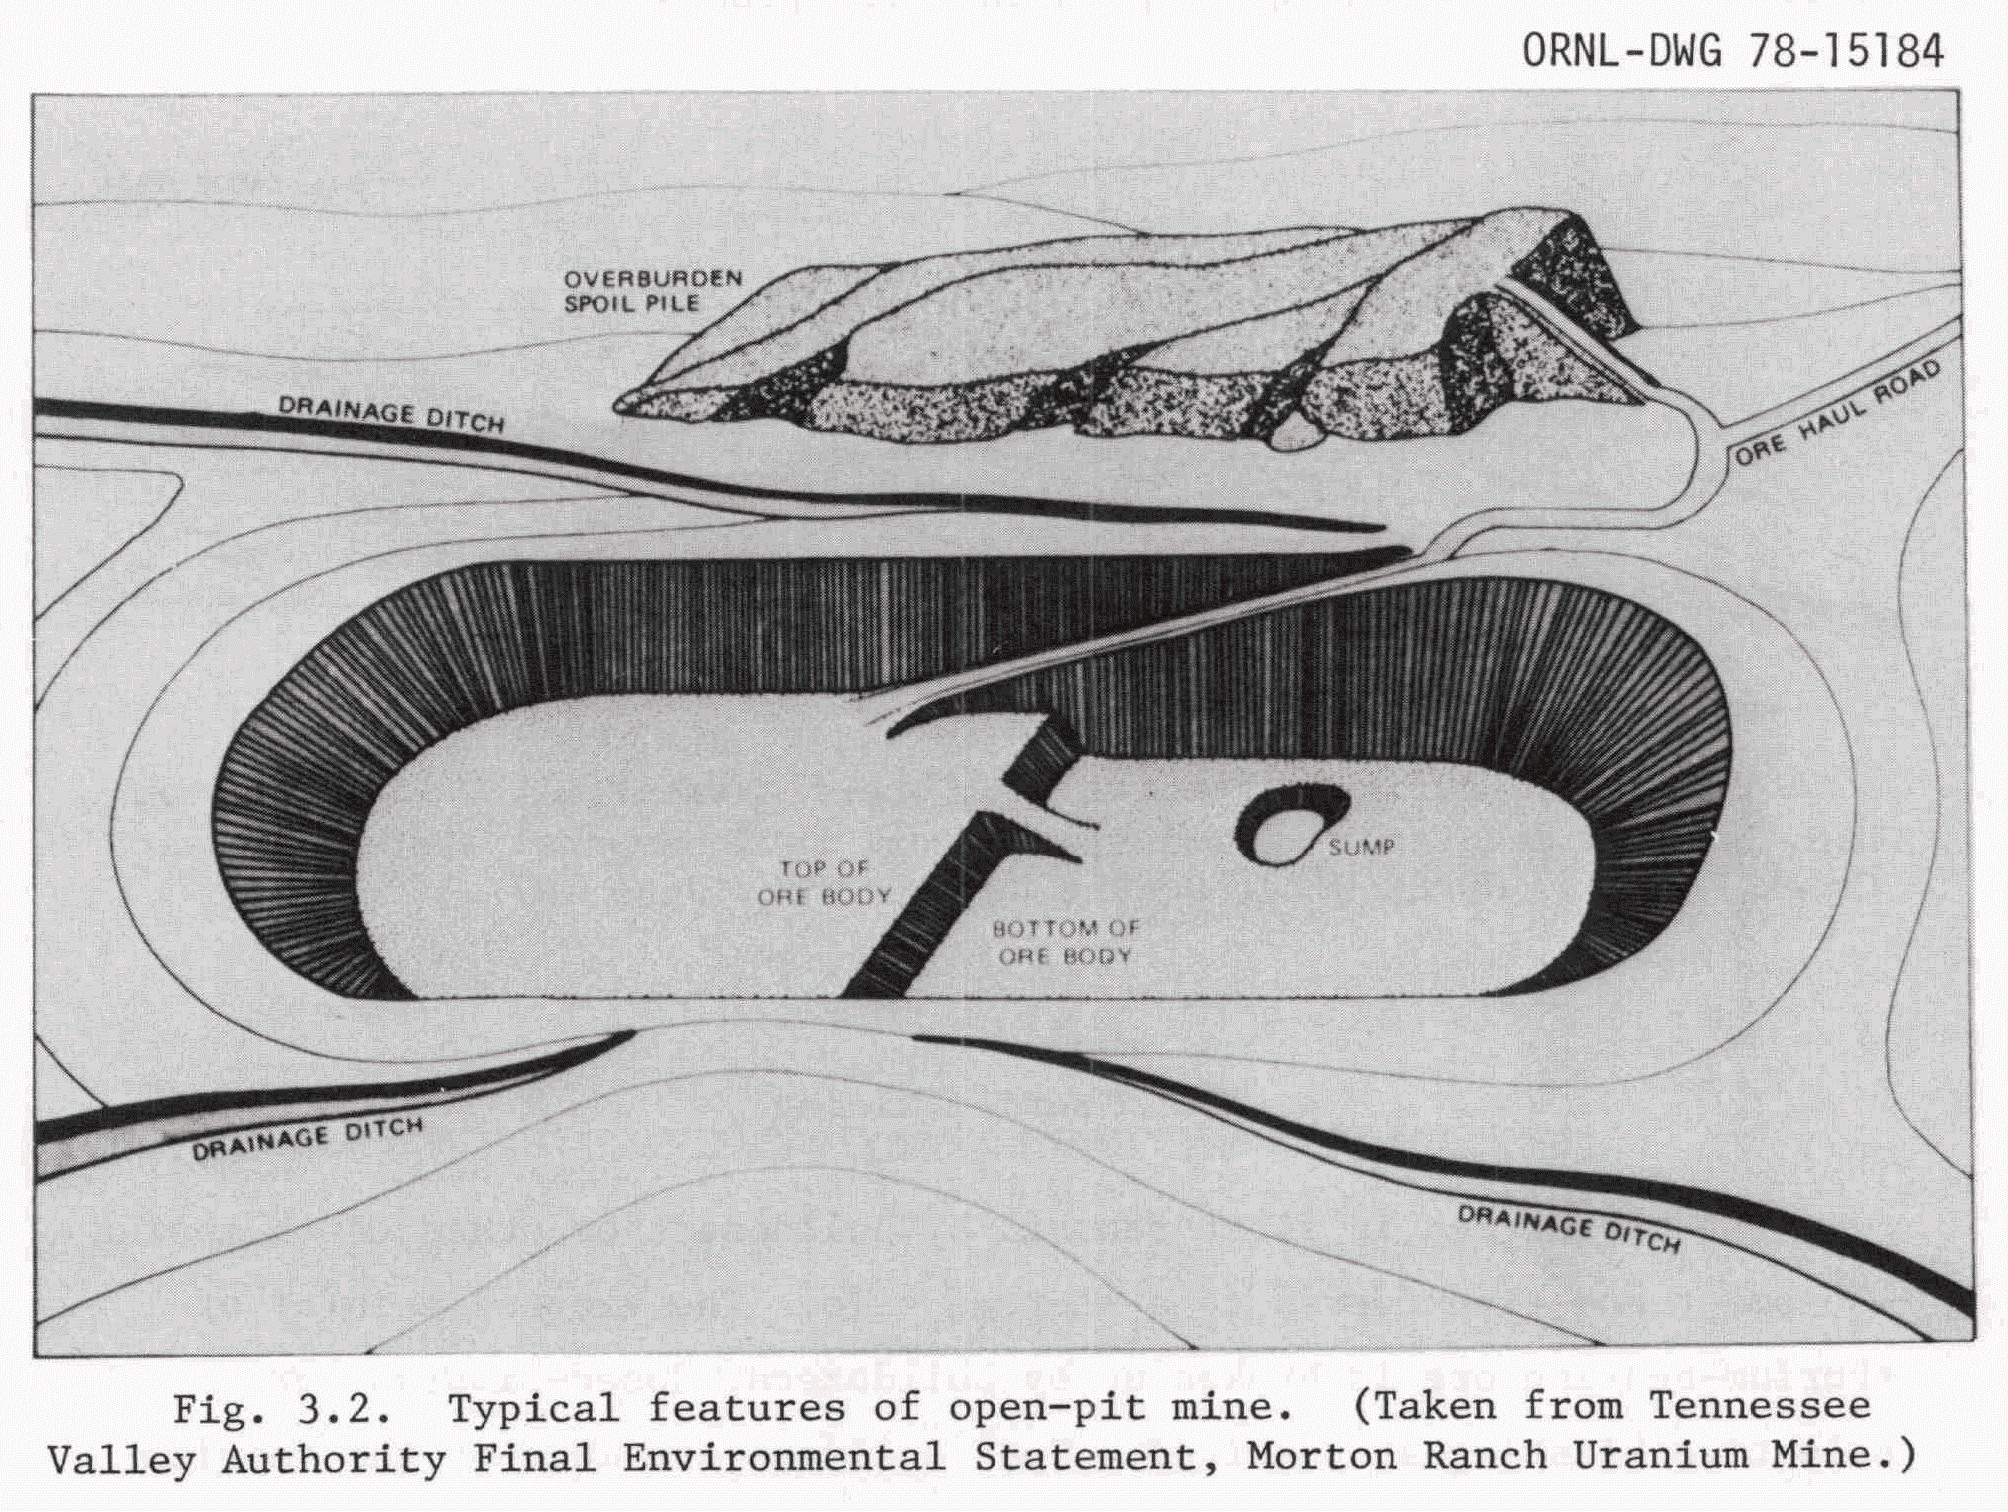 ORNL-DWG 78-15184
OVERBURDEN
SPOIL PILE
DRAINAGE DITCH
ORE HAUL ROAD
TOP OF
ORE BODY
SUMP
BOTTOM OF
ORE BODY
DRAINAGE DITCH
DRAINAGE DITCH
Fig. 3.2. Typical features of open-pit mine. (Taken from Tennessee
Valley Authority Final Environmental Statement, Morton Ranch Uranium Mine.)